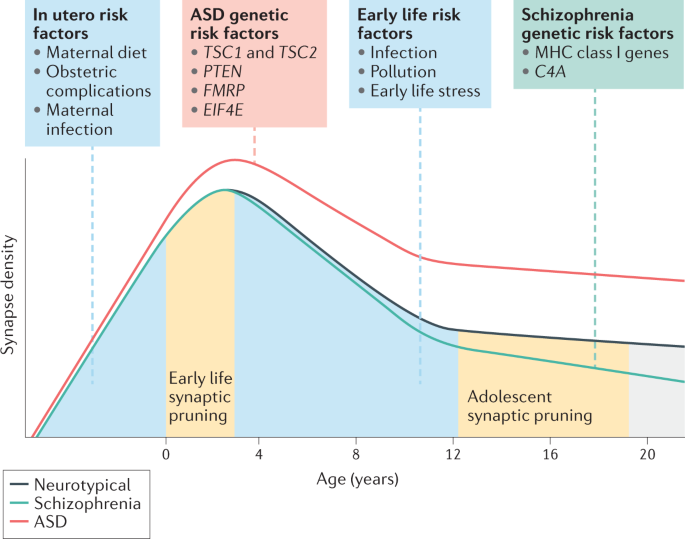 In utero risk
factors
• Maternal diet
• Obstetric
complications
• Maternal
infection
ASD genetic
risk factors
• TSC1 and TSC2
• PTEN
• FMRP
• EIF4E
Early life risk
factors
• Infection
• Pollution
• Early life stress
Schizophrenia
genetic risk factors
• MHC class I genes
• C4A
Synapse density
Early life
synaptic
pruning
Adolescent
synaptic pruning
0 4 8 12 16 20
Age (years)
Neurotypical
Schizophrenia
ASD